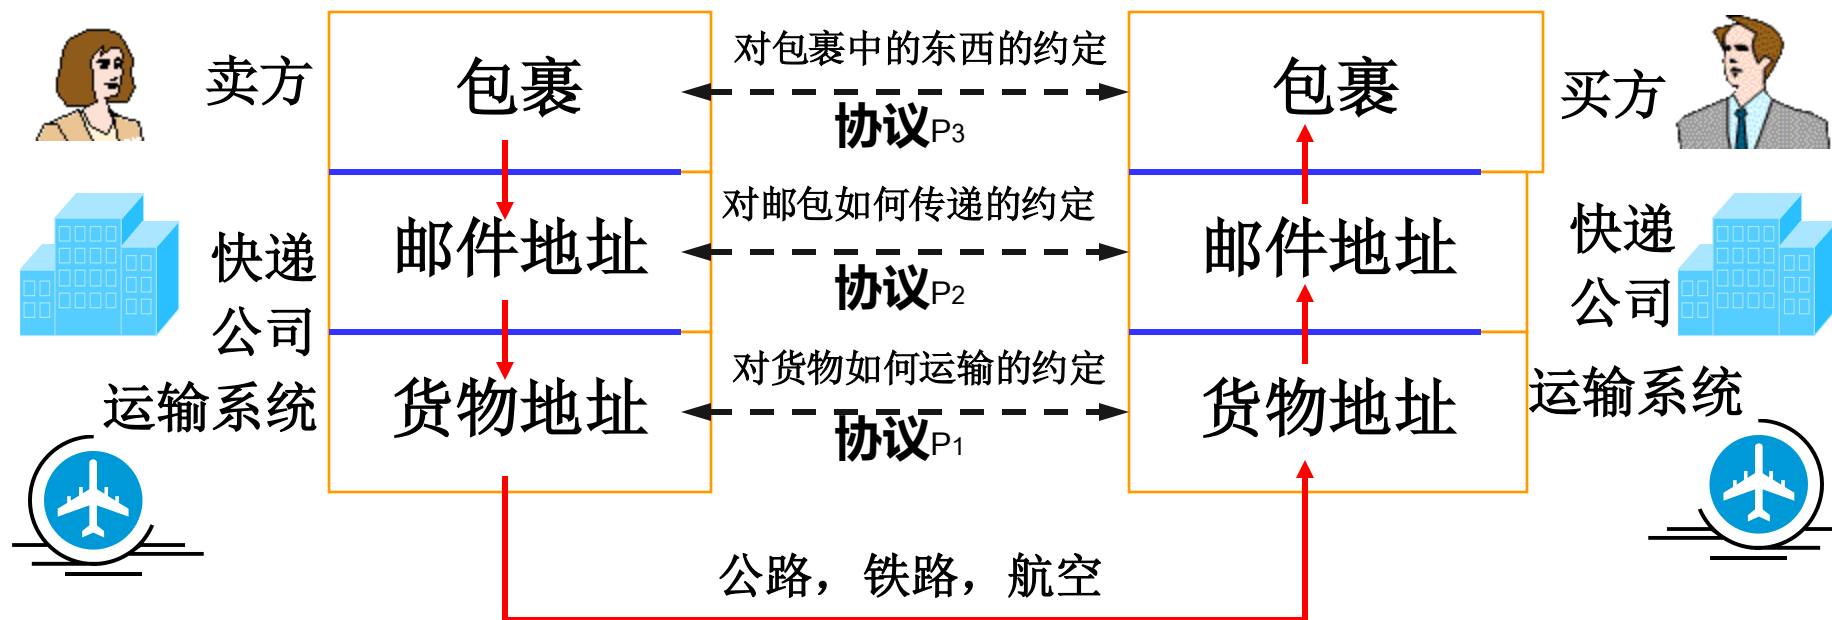 对包裹中的东西的约定
卖方
包裹
包裹
买方
协议P3
对邮包如何传递的约定
快递
公司
邮件地址
邮件地址
快递
公司
协议P2
对货物如何运输的约定
运输系统
货物地址
货物地址
运输系统
协议P1
公路，铁路，航空